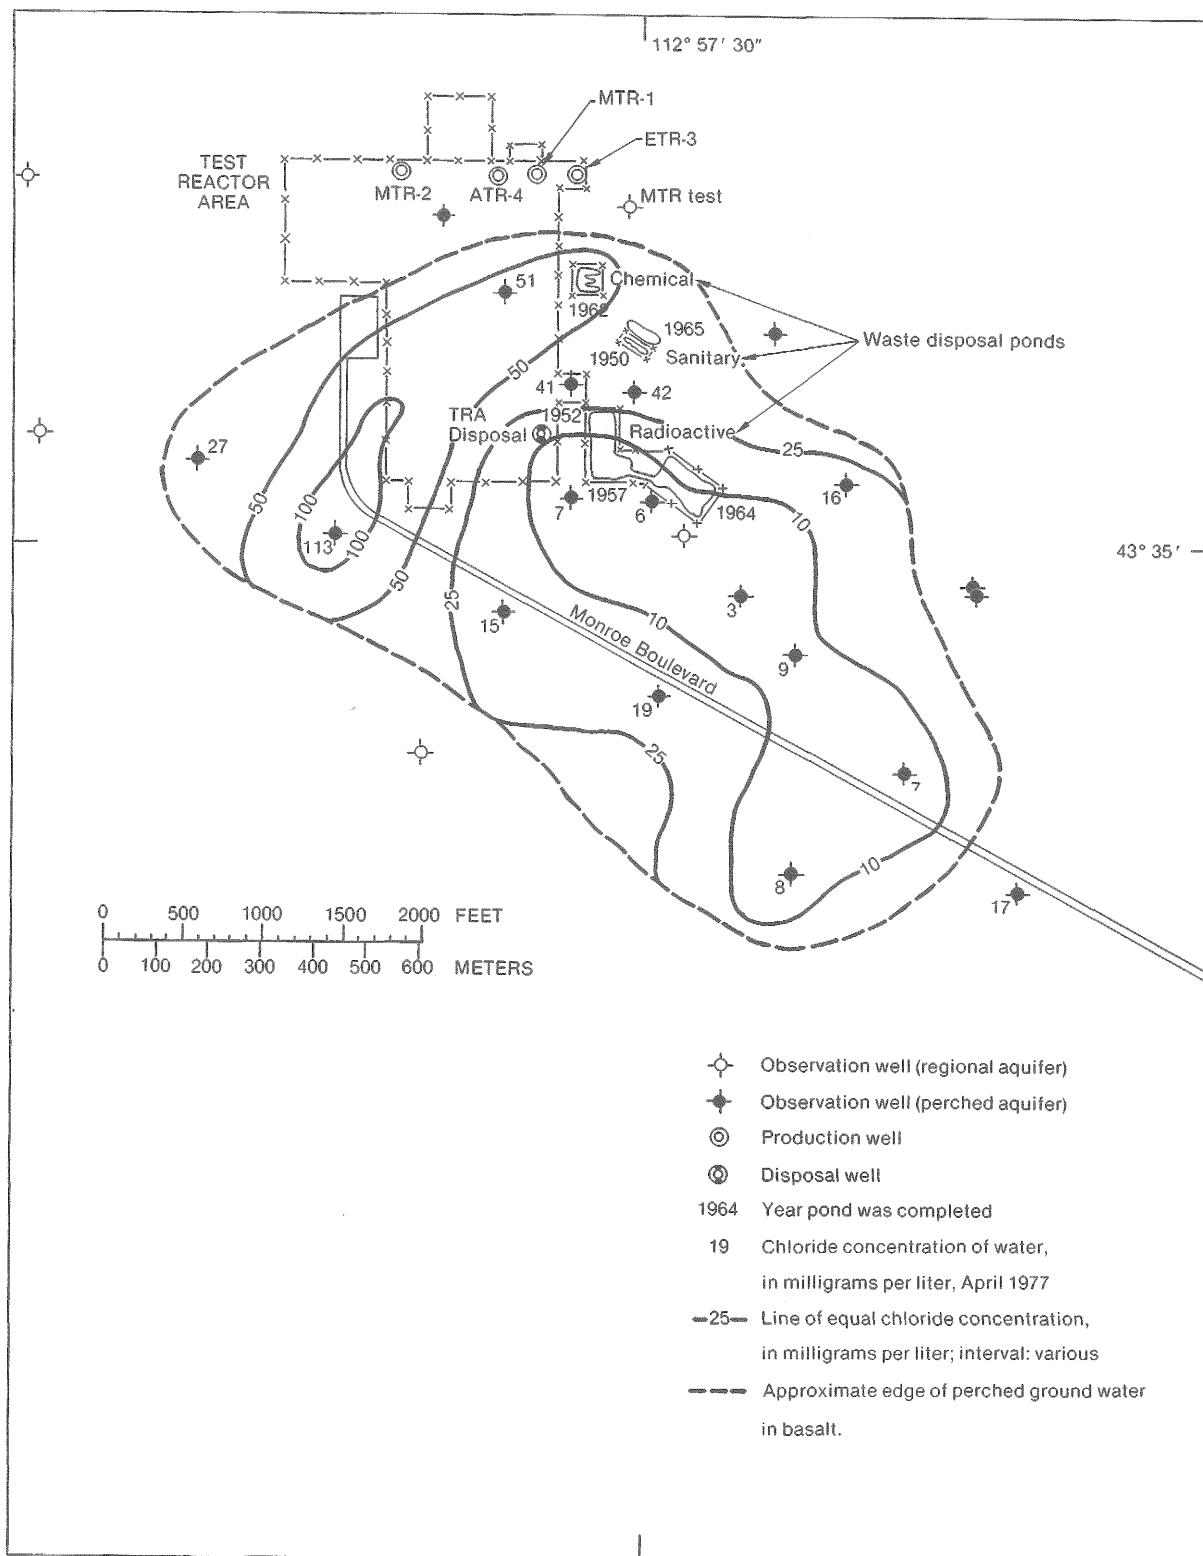 112° 57′ 30″
MTR-1
ETR-3
TEST
REACTOR
AREA
MTR-2
ATR-4
MTR test
51
Chemical
1962
1965
1950
Sanitary
Waste disposal ponds
50
41
42
TRA
Disposal
1952
Radioactive
27
25
50
100
113
100
16
1957
7
6
1964
10
43° 35′
50
25
15
10
3
Monroe Boulevard
9
19
25
7
8
10
17
0 500 1000 1500 2000 FEET
0 100 200 300 400 500 600 METERS
Observation well (regional aquifer)
Observation well (perched aquifer)
Production well
Disposal well
1964 Year pond was completed
19 Chloride concentration of water,
in milligrams per liter, April 1977
25 Line of equal chloride concentration,
in milligrams per liter; interval: various
Approximate edge of perched ground water
in basalt.